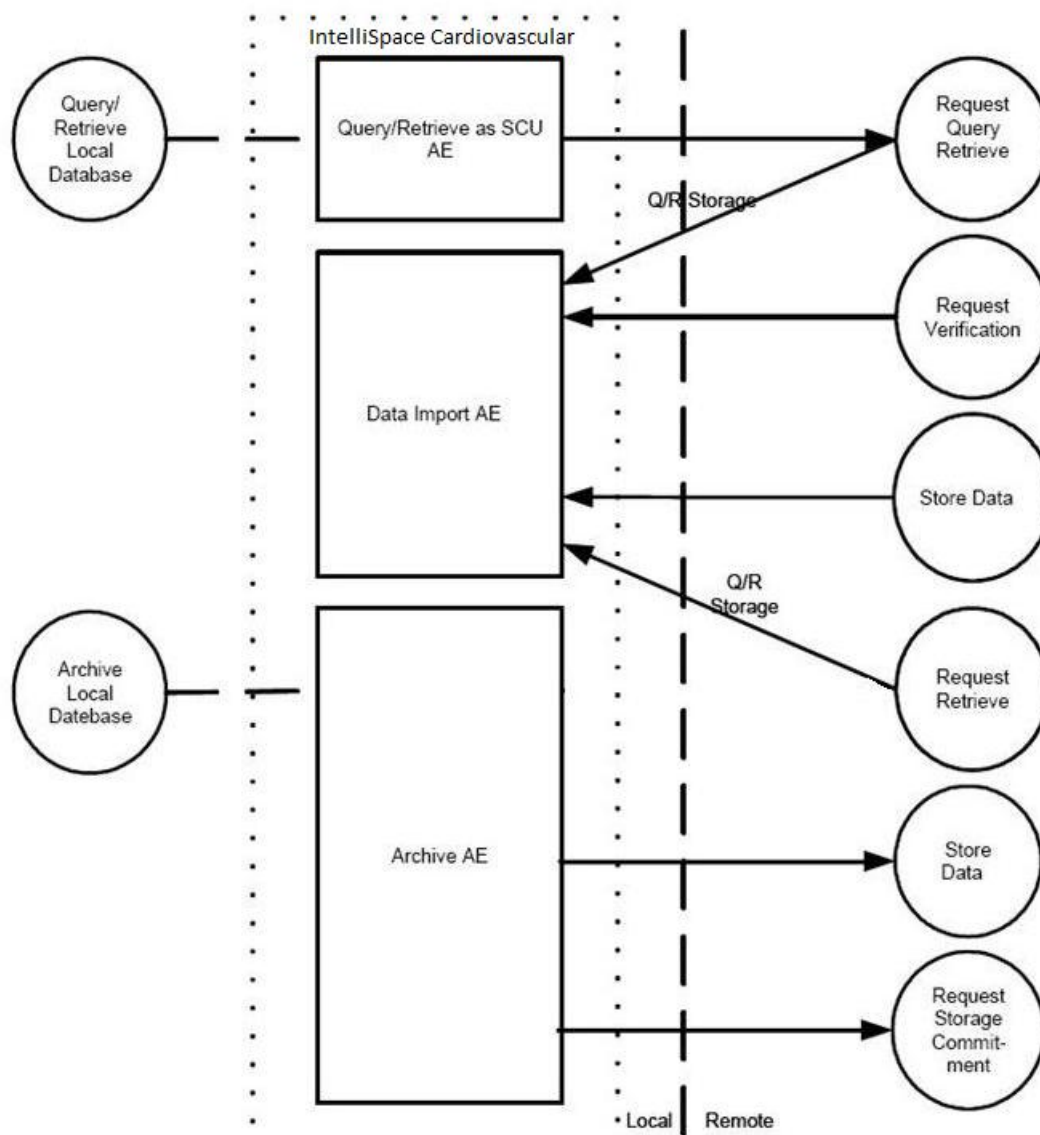 IntelliSpace Cardiovascular
Query/
Retrieve
Local
Database
Query/Retrieve as SCU
AE
Request
Query
Retrieve
Q/R Storage
Request
Verification
Data Import AE
Store Data
Q/R
Storage
Archive
Local
Datebase
Request
Retrieve
Archive AE
Store
Data
Request
Storage
Commit-
ment
Local
Remote